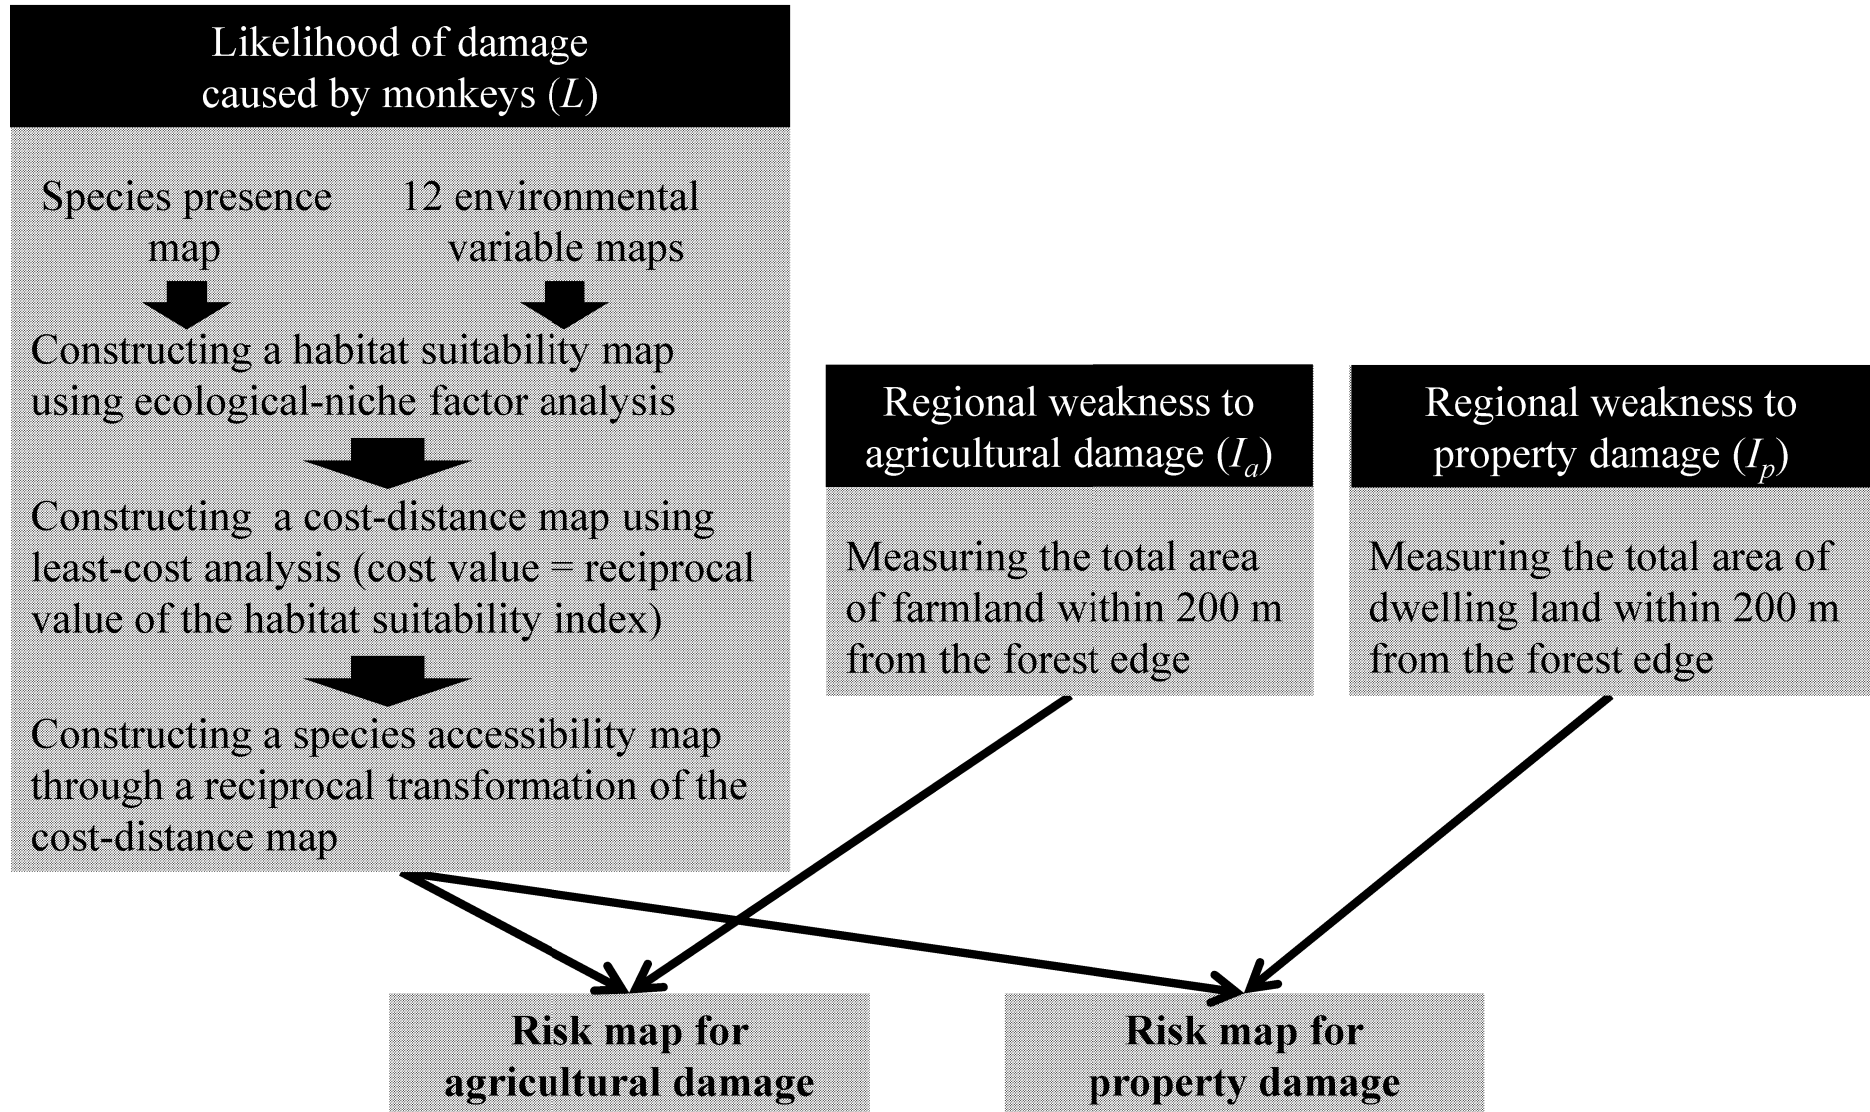 Likelihood of damage
caused by monkeys (L)
Species presence
map
12 environmental
variable maps
Constructing a habitat suitability map
using ecological-niche factor analysis
Constructing a cost-distance map using
least-cost analysis (cost value = reciprocal
value of the habitat suitability index)
Constructing a species accessibility map
through a reciprocal transformation of the
cost-distance map
Regional weakness to
agricultural damage (Ia)
Measuring the total area
of farmland within 200 m
from the forest edge
Regional weakness to
property damage (Ip)
Measuring the total area of
dwelling land within 200 m
from the forest edge
Risk map for
agricultural damage
Risk map for
property damage